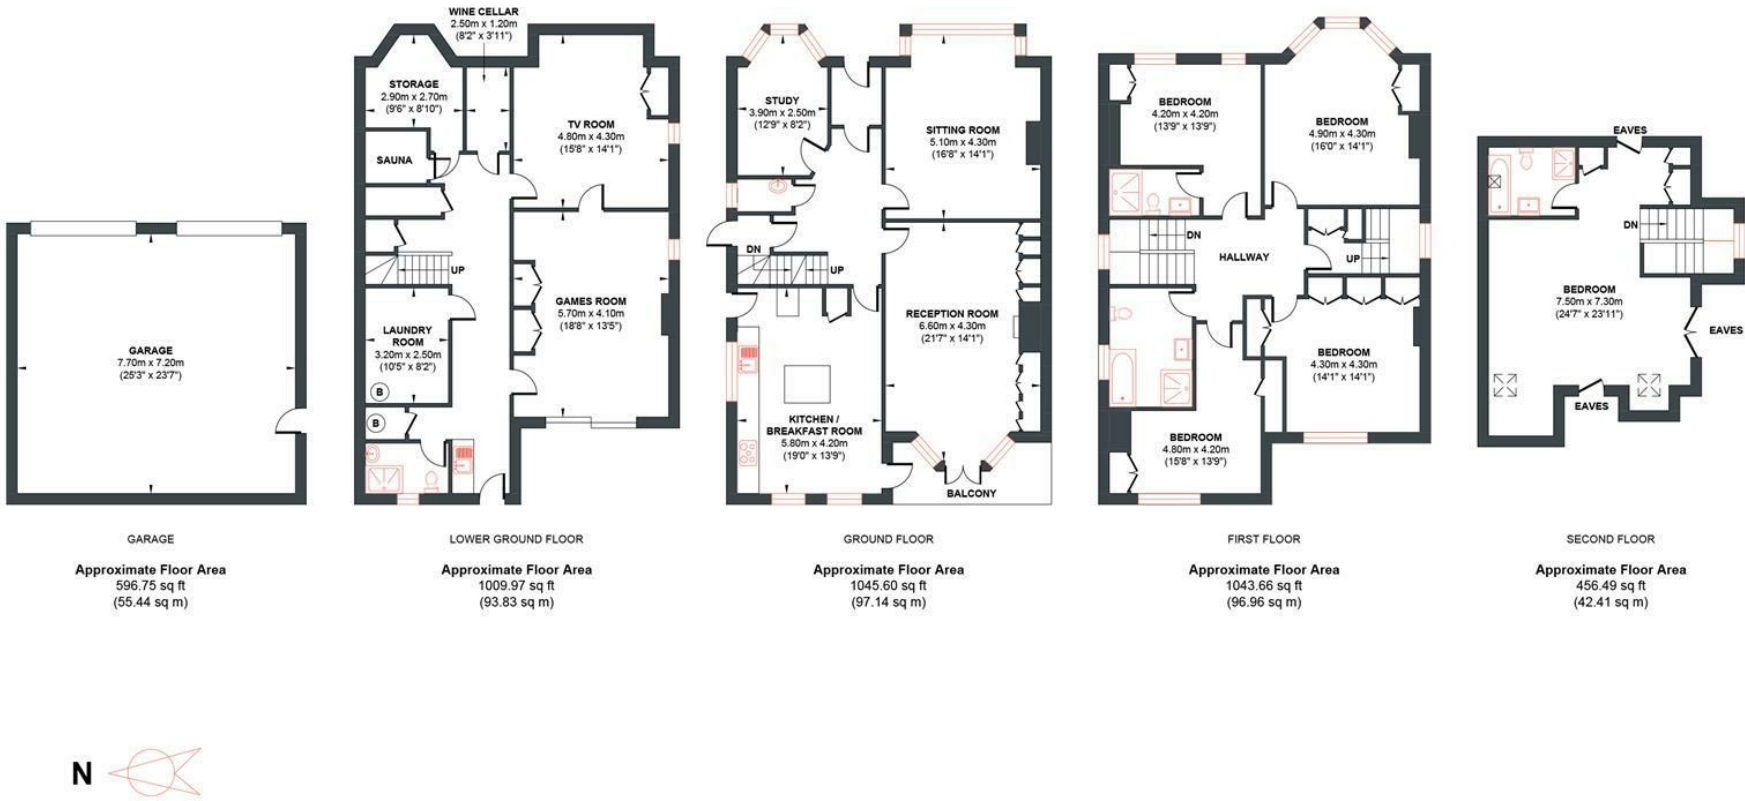 GARAGE
7.70m x 7.20m
(25'3" x 23'7")
GARAGE
Approximate Floor Area
596.75 sq ft
(55.44 sq m)
WINE CELLAR
2.50m x 1.20m
(8'2" x 3'11")
STORAGE
2.90m x 2.70m
(9'6" x 8'10")
TV ROOM
4.80m x 4.30m
(15'8" x 14'1")
SAUNA
UP
GAMES ROOM
5.70m x 4.10m
(18'8" x 13'5")
LAUNDRY
ROOM
3.20m x 2.50m
(10'5" x 8'2")
B
B
LOWER GROUND FLOOR
Approximate Floor Area
1009.97 sq ft
(93.83 sq m)
STUDY
3.90m x 2.50m
(12'9" x 8'2")
SITTING ROOM
5.10m x 4.30m
(16'8" x 14'1")
DN
UP
RECEPTION ROOM
6.60m x 4.30m
(21'7" x 14'1")
KITCHEN /
BREAKFAST ROOM
5.80m x 4.20m
(19'0" x 13'9")
BALCONY
GROUND FLOOR
Approximate Floor Area
1045.60 sq ft
(97.14 sq m)
BEDROOM
4.20m x 4.20m
(13'9" x 13'9")
BEDROOM
4.90m x 4.30m
(16'0" x 14'1")
DN
HALLWAY
UP
BEDROOM
4.30m x 4.30m
(14'1" x 14'1")
BEDROOM
4.80m x 4.20m
(15'8" x 13'9")
FIRST FLOOR
Approximate Floor Area
1043.66 sq ft
(96.96 sq m)
EAVES
DN
BEDROOM
7.50m x 7.30m
(24'7" x 23'11")
EAVES
EAVES
SECOND FLOOR
Approximate Floor Area
456.49 sq ft
(42.41 sq m)
N